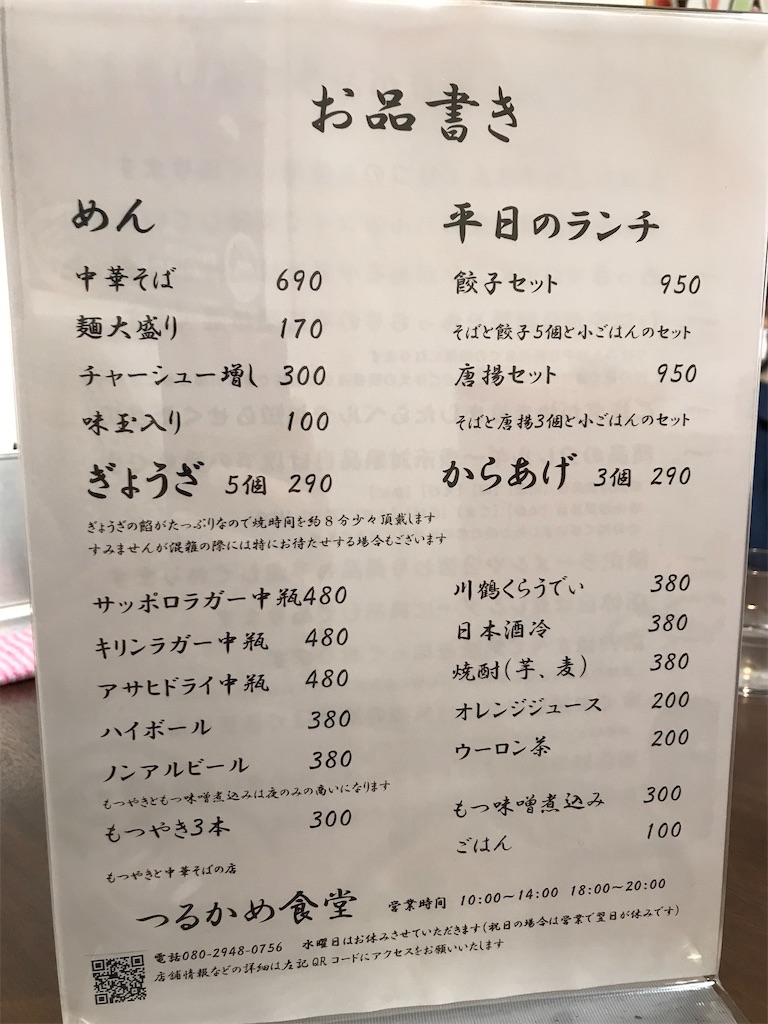 お品書き
めん
中華そば 690
麺大盛り 170
チャーシュー増し 300
味玉入り 100
ぎょうざ 5個 290
ぎょうざの餡がたっぷりなので焼時間を約8分少々頂戴します
すみませんが混雑の際には特にお待たせする場合もございます
平日のランチ
餃子セット 950
そばと餃子5個と小ごはんのセット
唐揚セット 950
そばと唐揚3個と小ごはんのセット
からあげ 3個 290
サッポロラガー中瓶480
キリンラガー中瓶 480
アサヒドライ中瓶 480
ハイボール 380
ノンアルビール 380
もつやきともつ味噌煮込みは夜のみの商いになります
もつやき3本 300
川鶴くらうでぃ 380
日本酒冷 380
焼酎(芋、麦) 380
オレンジジュース 200
ウーロン茶 200
もつ味噌煮込み 300
ごはん 100
もつやきと中華そばの店
つるかめ食堂 営業時間 10:00～14:00 18:00～20:00
電話080-2948-0756 水曜日はお休みさせていただきます(祝日の場合は営業で翌日が休みです)
店舗情報などの詳細は左記QRコードにアクセスをお願いいたします